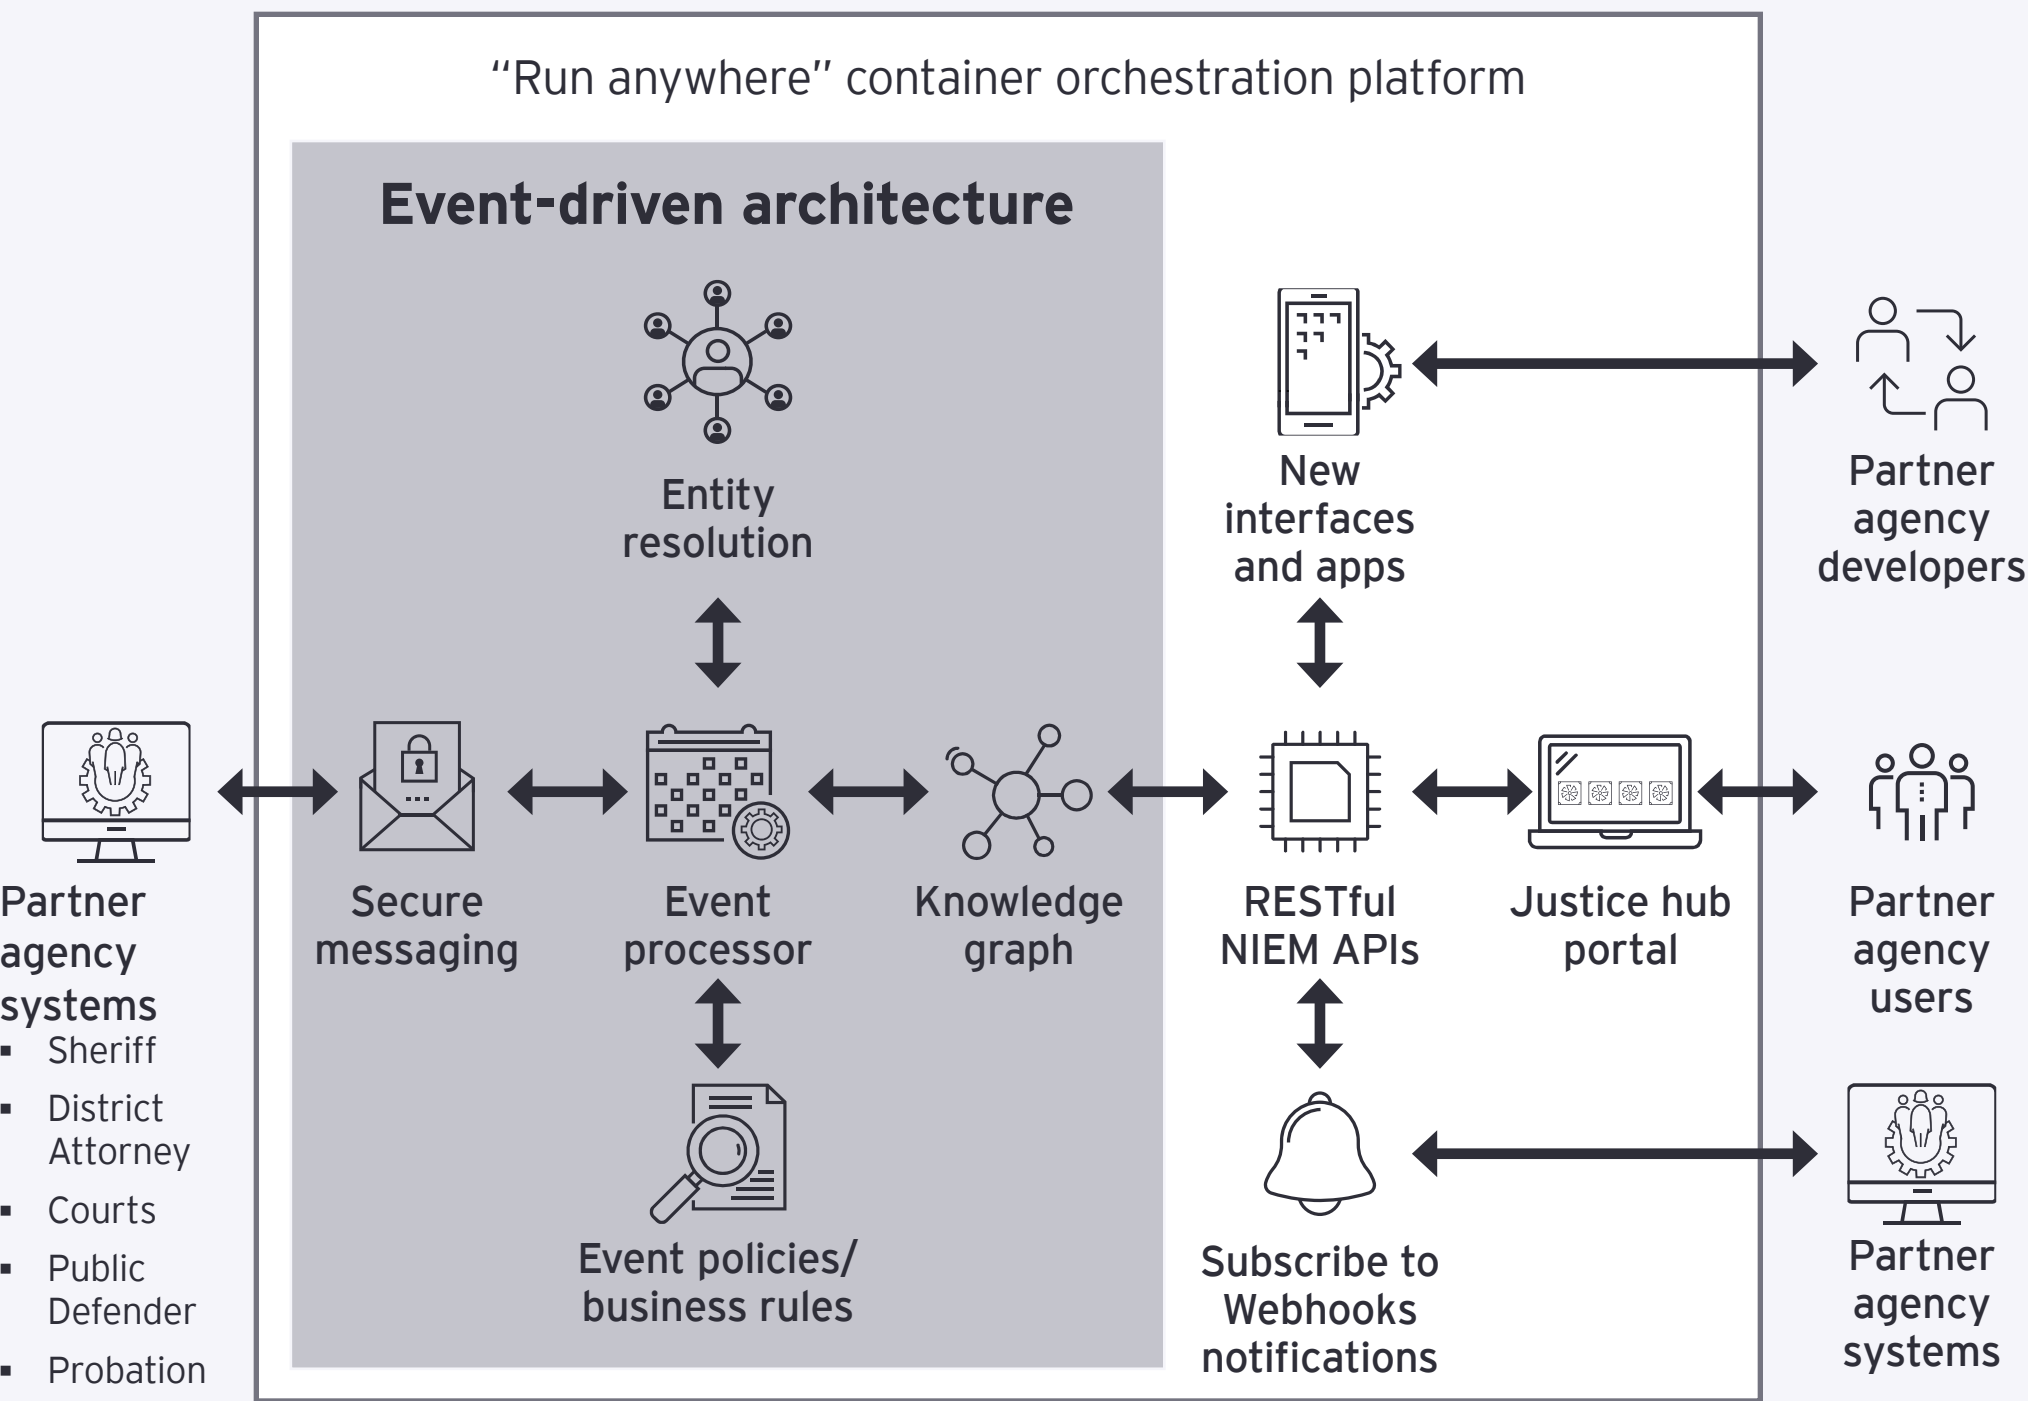 “Run anywhere” container orchestration platform
Event-driven architecture
Entity
resolution
New
interfaces
and apps
Partner
agency
developers
Partner
agency
systems
▪ Sheriff
▪ District
Attorney
▪ Courts
▪ Public
Defender
▪ Probation
Secure
messaging
Event
processor
Knowledge
graph
RESTful
NIEM APIs
Justice hub
portal
Partner
agency
users
Event policies/
business rules
Subscribe to
Webhooks
notifications
Partner
agency
systems